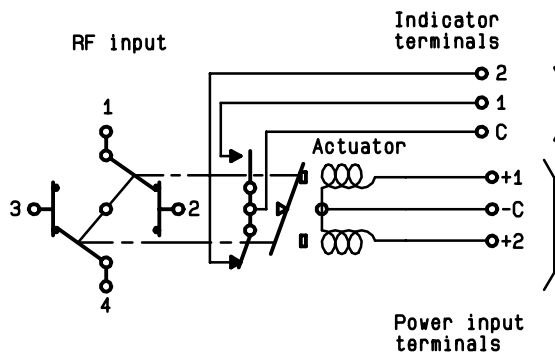 Indicator
terminals
RF input
2
1
C
1
Actuator
+1
3
2
-C
+2
4
Power input
terminals